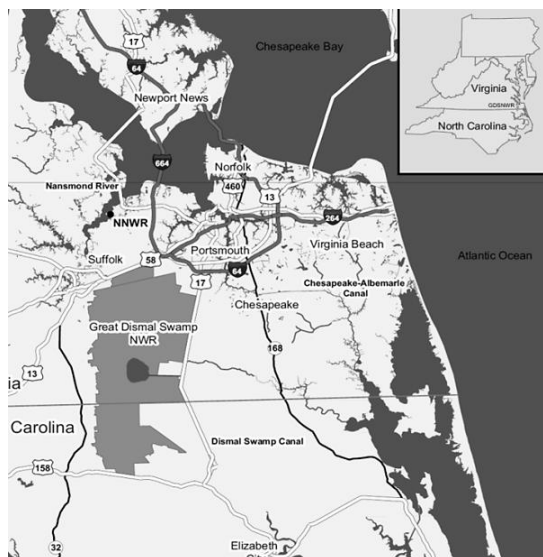 17
Chesapeake Bay
64
Newport News
Virginia
GDSNWR
North Carolina
664
Norfolk
Nansmond River
460
13
NNWR
264
Portsmouth
Virginia Beach
Suffolk
58
Atlantic Ocean
64
17
Chesapeake-Albemarle
Canal
Chesapeake
Great Dismal Swamp
NWR
168
13
ia
Carolina
Dismal Swamp Canal
158
17
32
Elizabeth